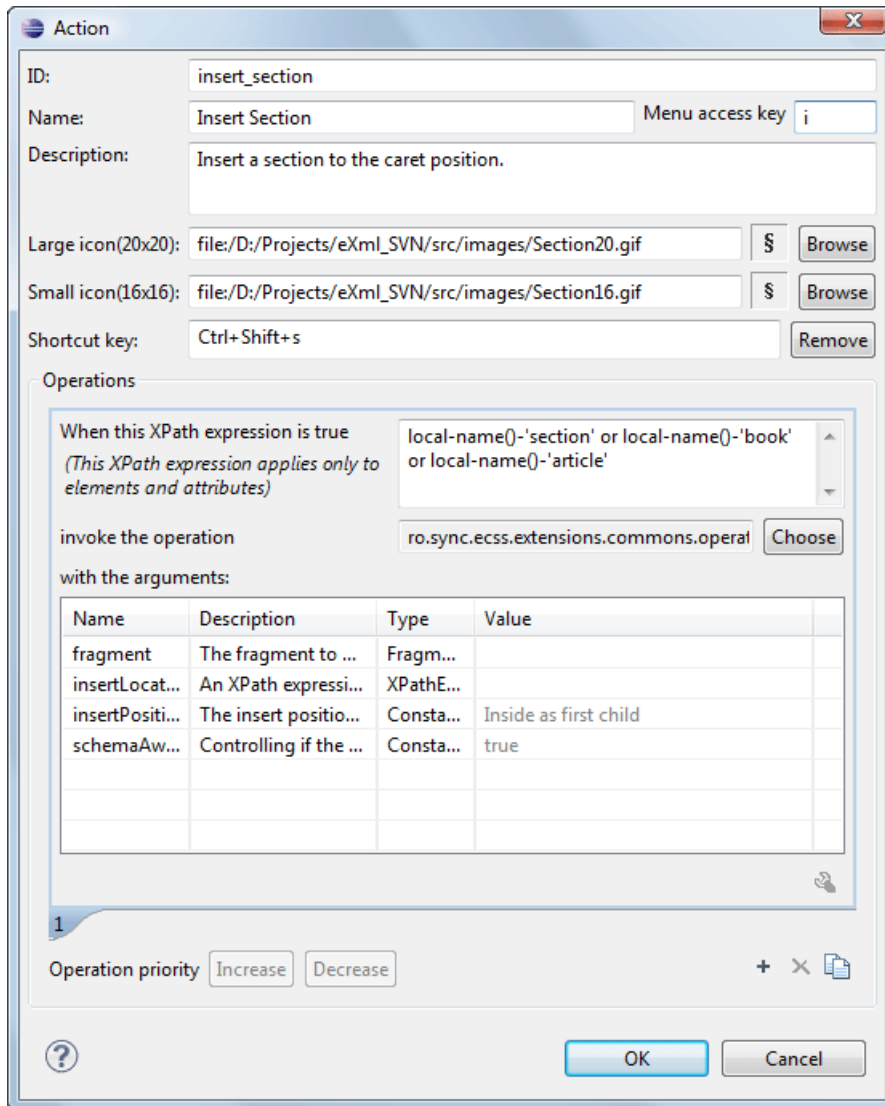 Action
ID: insert_section
Name: Insert Section Menu access key i
Description: Insert a section to the caret position.
Large icon(20x20): file:/D:/Projects/eXml_SVN/src/images/Section20.gif § Browse
Small icon(16x16): file:/D:/Projects/eXml_SVN/src/images/Section16.gif § Browse
Shortcut key: Ctrl+Shift+s Remove
Operations
When this XPath expression is true
(This XPath expression applies only to
elements and attributes)
local-name()-'section' or local-name()-'book'
or local-name()-'article'
invoke the operation ro.sync.ecss.extensions.commons.operat Choose
with the arguments:
Name Description Type Value
fragment The fragment to ... Fragm...
insertLocat... An XPath expressi... XPathE...
insertPositi... The insert positio... Consta... Inside as first child
schemaAw... Controlling if the ... Consta... true
1
Operation priority Increase Decrease
? OK Cancel